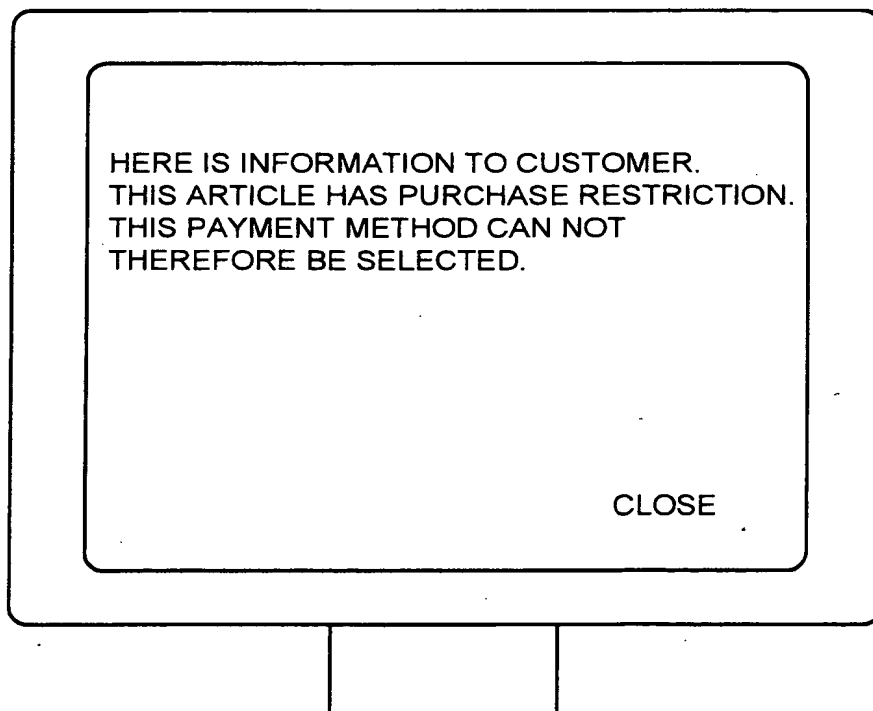 HERE IS INFORMATION TO CUSTOMER.
THIS ARTICLE HAS PURCHASE RESTRICTION.
THIS PAYMENT METHOD CAN NOT
THEREFORE BE SELECTED.
CLOSE